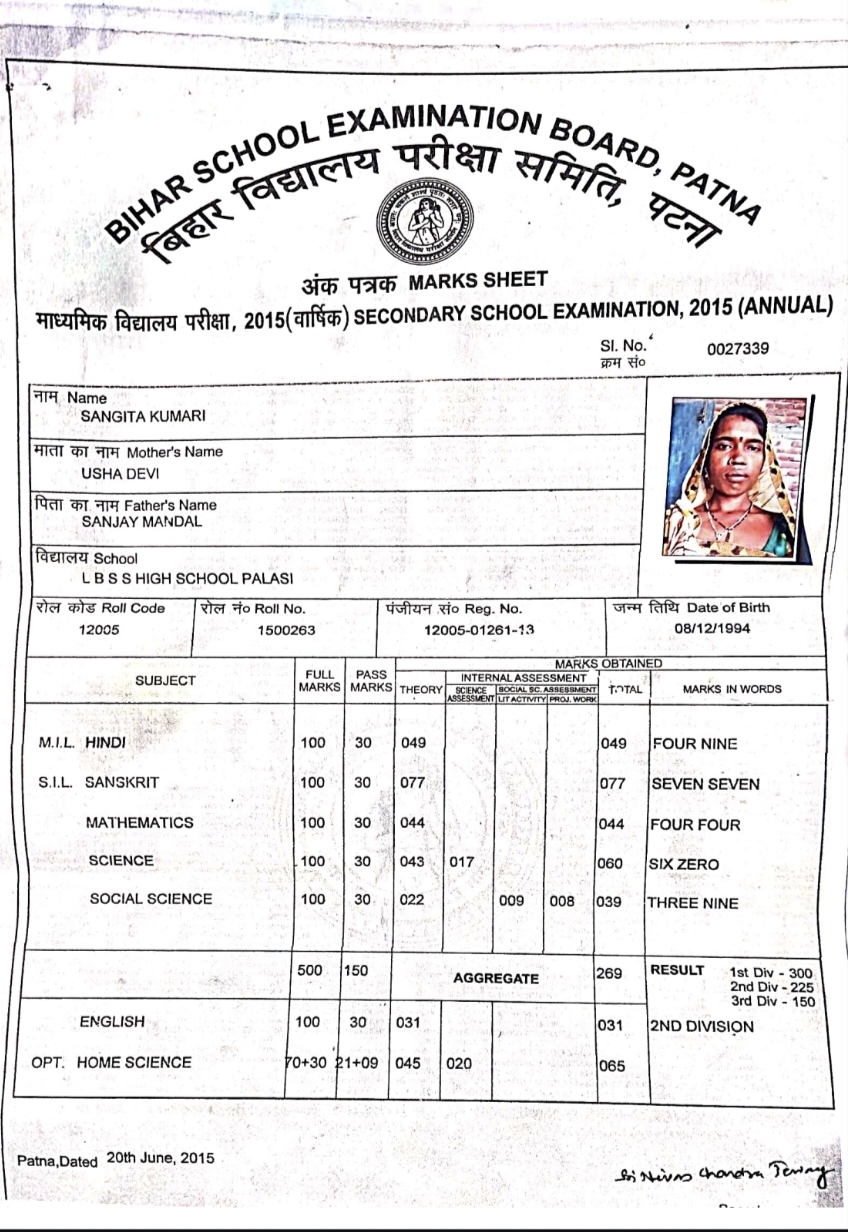 BIHAR SCHOOL EXAMINATION BOARD, PATNA
बिहार विद्यालय परीक्षा समिति, पटना
अंक पत्रक MARKS SHEET
माध्यमिक विद्यालय परीक्षा, 2015(वार्षिक) SECONDARY SCHOOL EXAMINATION, 2015 (ANNUAL)
Sl. No. 0027339
क्रम सं०
नाम Name
SANGITA KUMARI
माता का नाम Mother's Name
USHA DEVI
पिता का नाम Father's Name
SANJAY MANDAL
विद्यालय School
L B S S HIGH SCHOOL PALASI
रोल कोड Roll Code रोल नं० Roll No. पंजीयन सं० Reg. No. जन्म तिथि Date of Birth
12005 1500263 12005-01261-13 08/12/1994
MARKS OBTAINED
SUBJECT FULL MARKS PASS MARKS THEORY INTERNAL ASSESSMENT TOTAL MARKS IN WORDS
SCIENCE ASSESSMENT SOCIAL SC. ASSESSMENT
LIT ACTIVITY PROJ. WORK
M.I.L. HINDI 100 30 049 049 FOUR NINE
S.I.L. SANSKRIT 100 30 077 077 SEVEN SEVEN
MATHEMATICS 100 30 044 044 FOUR FOUR
SCIENCE 100 30 043 017 060 SIX ZERO
SOCIAL SCIENCE 100 30 022 009 008 039 THREE NINE
500 150 AGGREGATE 269 RESULT 1st Div - 300
2nd Div - 225
3rd Div - 150
ENGLISH 100 30 031 031 2ND DIVISION
OPT. HOME SCIENCE 70+30 21+09 045 020 065
Patna,Dated 20th June, 2015